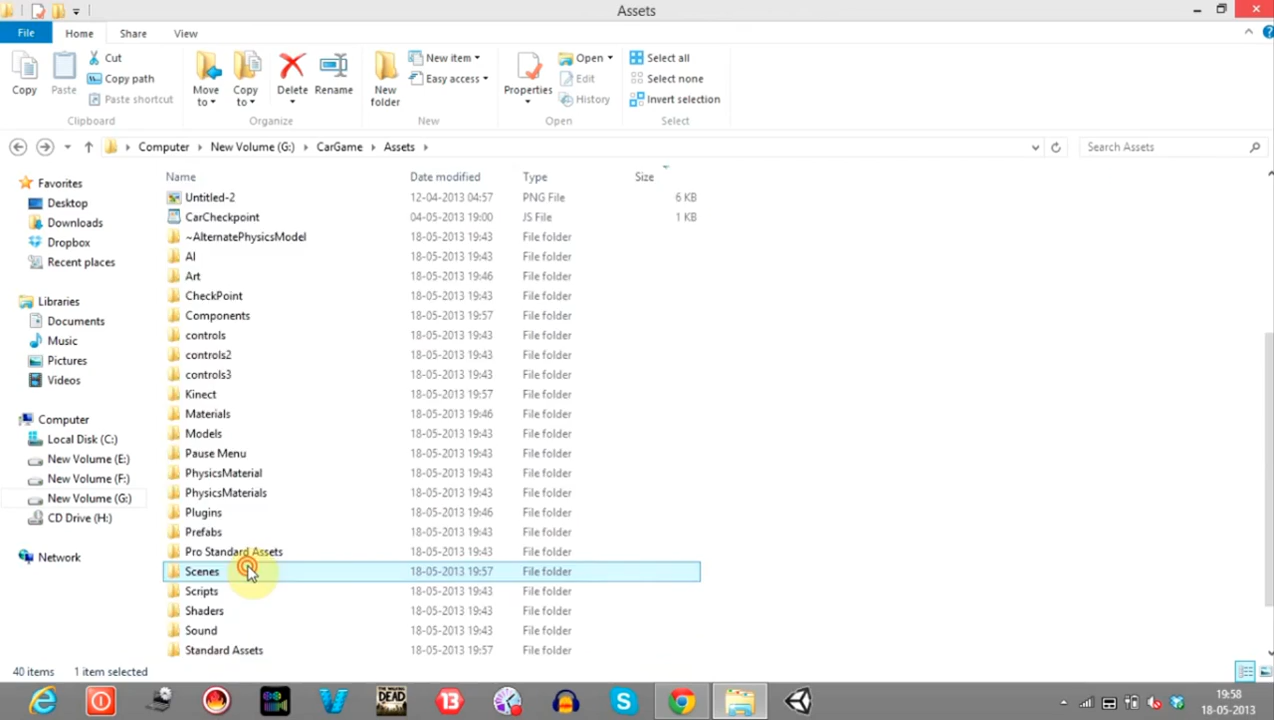 Assets
File Home Share View
Copy
Paste
Cut
Copy path
Paste shortcut
Clipboard
Move to
Copy to
Delete
Rename
Organize
New folder
New item
Easy access
New
Properties
Open
Edit
History
Open
Select all
Select none
Invert selection
Select
Computer New Volume (G:) CarGame Assets
Search Assets
Favorites
Desktop
Downloads
Dropbox
Recent places
Libraries
Documents
Music
Pictures
Videos
Computer
Local Disk (C:)
New Volume (E:)
New Volume (F:)
New Volume (G:)
CD Drive (H:)
Network
Name Date modified Type Size
Untitled-2 12-04-2013 04:57 PNG File 6 KB
CarCheckpoint 04-05-2013 19:00 JS File 1 KB
~AlternatePhysicsModel 18-05-2013 19:43 File folder
AI 18-05-2013 19:43 File folder
Art 18-05-2013 19:46 File folder
CheckPoint 18-05-2013 19:43 File folder
Components 18-05-2013 19:57 File folder
controls 18-05-2013 19:43 File folder
controls2 18-05-2013 19:43 File folder
controls3 18-05-2013 19:43 File folder
Kinect 18-05-2013 19:57 File folder
Materials 18-05-2013 19:46 File folder
Models 18-05-2013 19:43 File folder
Pause Menu 18-05-2013 19:43 File folder
PhysicsMaterial 18-05-2013 19:43 File folder
PhysicsMaterials 18-05-2013 19:43 File folder
Plugins 18-05-2013 19:46 File folder
Prefabs 18-05-2013 19:43 File folder
Pro Standard Assets 18-05-2013 19:43 File folder
Scenes 18-05-2013 19:57 File folder
Scripts 18-05-2013 19:43 File folder
Shaders 18-05-2013 19:43 File folder
Sound 18-05-2013 19:43 File folder
Standard Assets 18-05-2013 19:57 File folder
40 items 1 item selected
THE WALKING DEAD
13
19:58
18-05-2013